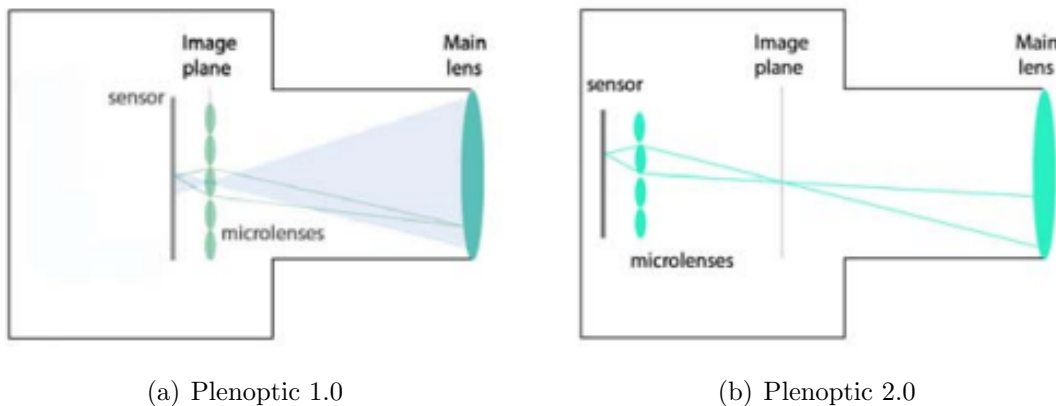 Image
plane
Main
lens
sensor
microlenses
Image
plane
Main
lens
sensor
microlenses
(a) Plenoptic 1.0
(b) Plenoptic 2.0